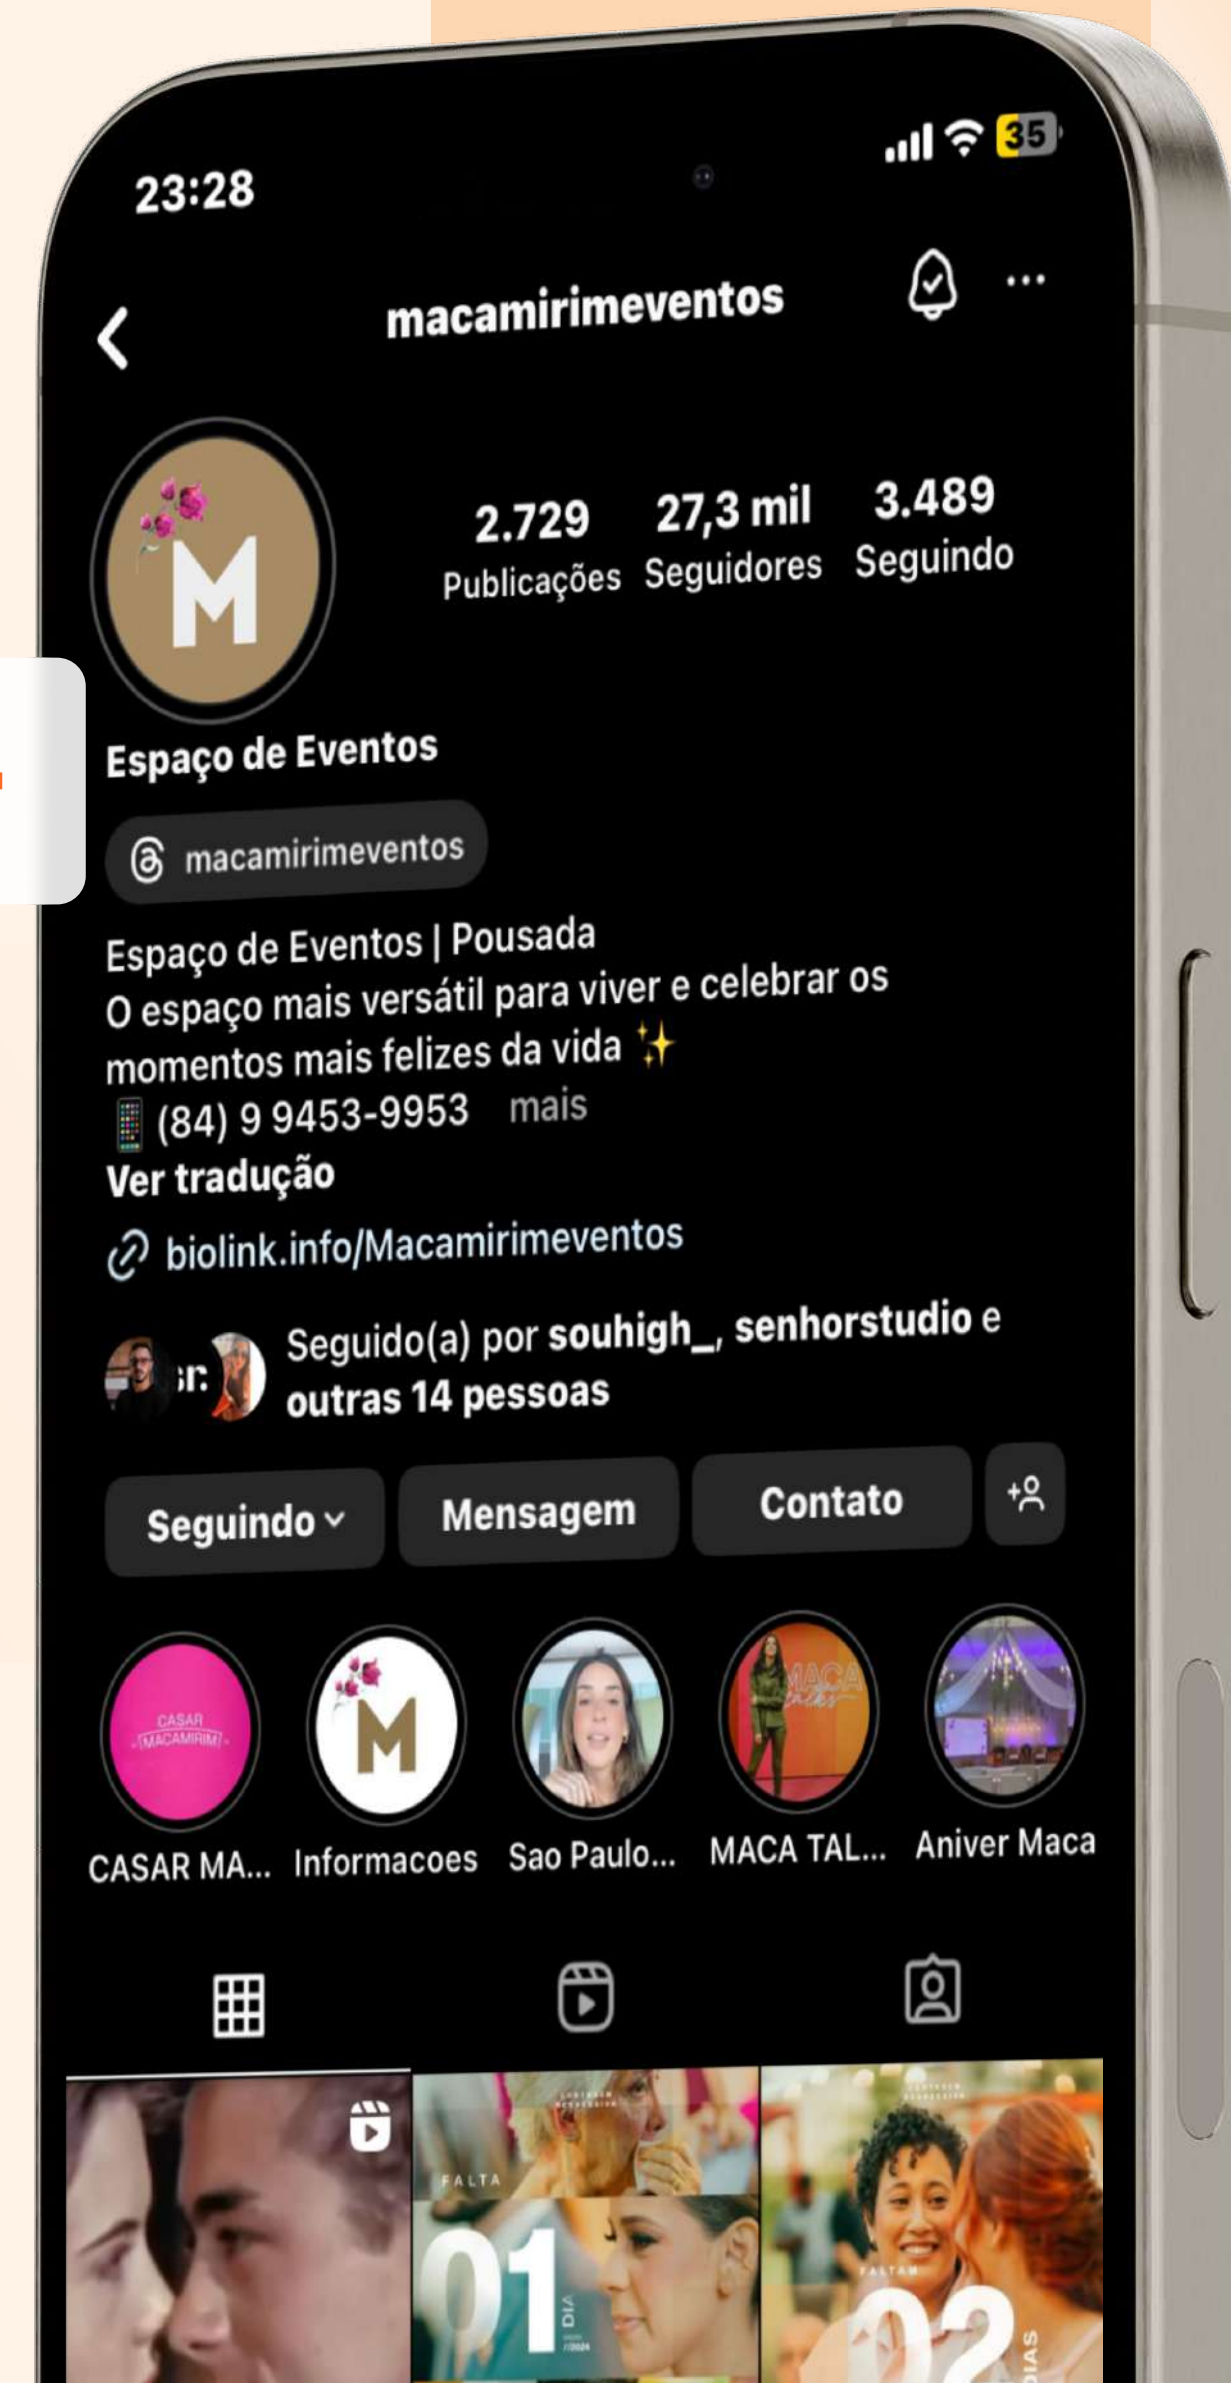 23:28
35
macamirimeventos
M
2.729 27,3 mil 3.489
Publicações Seguidores Seguindo
Espaço de Eventos
macamirimeventos
Espaço de Eventos | Pousada
O espaço mais versátil para viver e celebrar os
momentos mais felizes da vida ✨
📱 (84) 9 9453-9953 mais
Ver tradução
biolink.info/Macamirimeventos
Seguido(a) por souhigh_, senhorstudio e
outras 14 pessoas
Seguindo Mensagem Contato
CASAR
MACAMIRIM
M
MACA
talks
CASAR MA... Informacoes Sao Paulo... MACA TAL... Aniver Maca
FALTA
01
DIA
FALTAM
02
DIAS